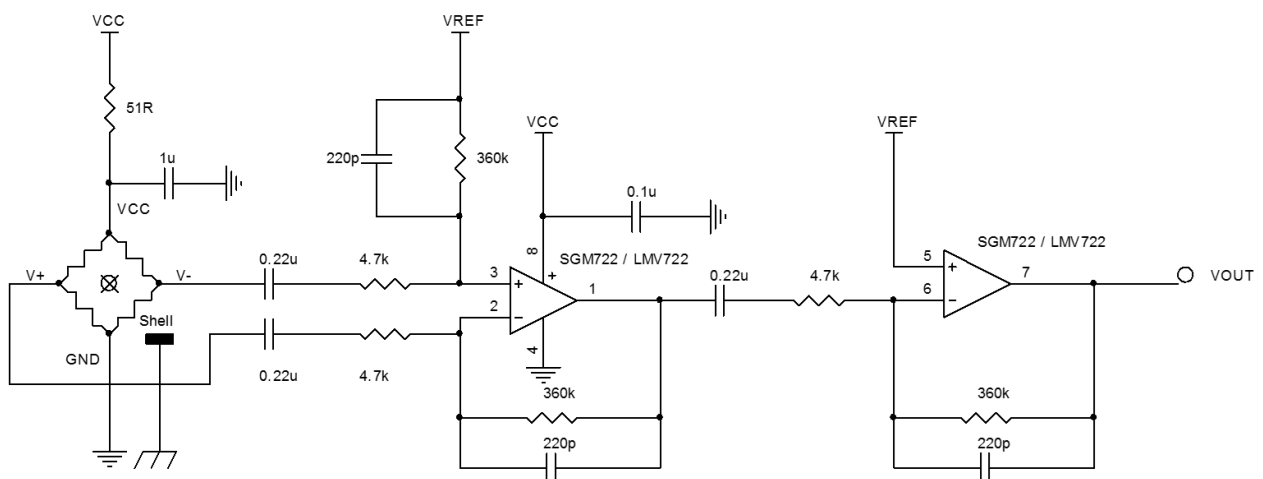 VCC
VREF
51R
220p
360k
VCC
VREF
1u
VCC
0.1u
8
SGM722 / LMV722
SGM722 / LMV722
V+
V-
0.22u
4.7k
3
+
+
1
0.22u
4.7k
5
+
7
VOUT
2
−
6
−
Shell
4
GND
0.22u
4.7k
360k
360k
220p
220p